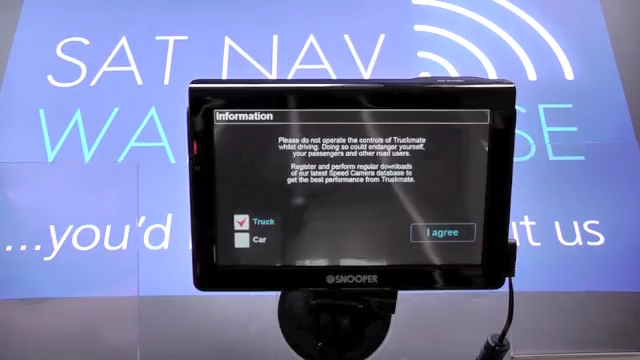 SAT NAV
WA SE
...you'd t us
Information
Please do not operate the controls of Truckmate
whilst driving. Doing so could endanger yourself,
your passengers and other road users.
Register and perform regular downloads
of our latest Speed Camera database to
get the best performance from Truckmate.
Truck
Car
I agree
SNOOPER